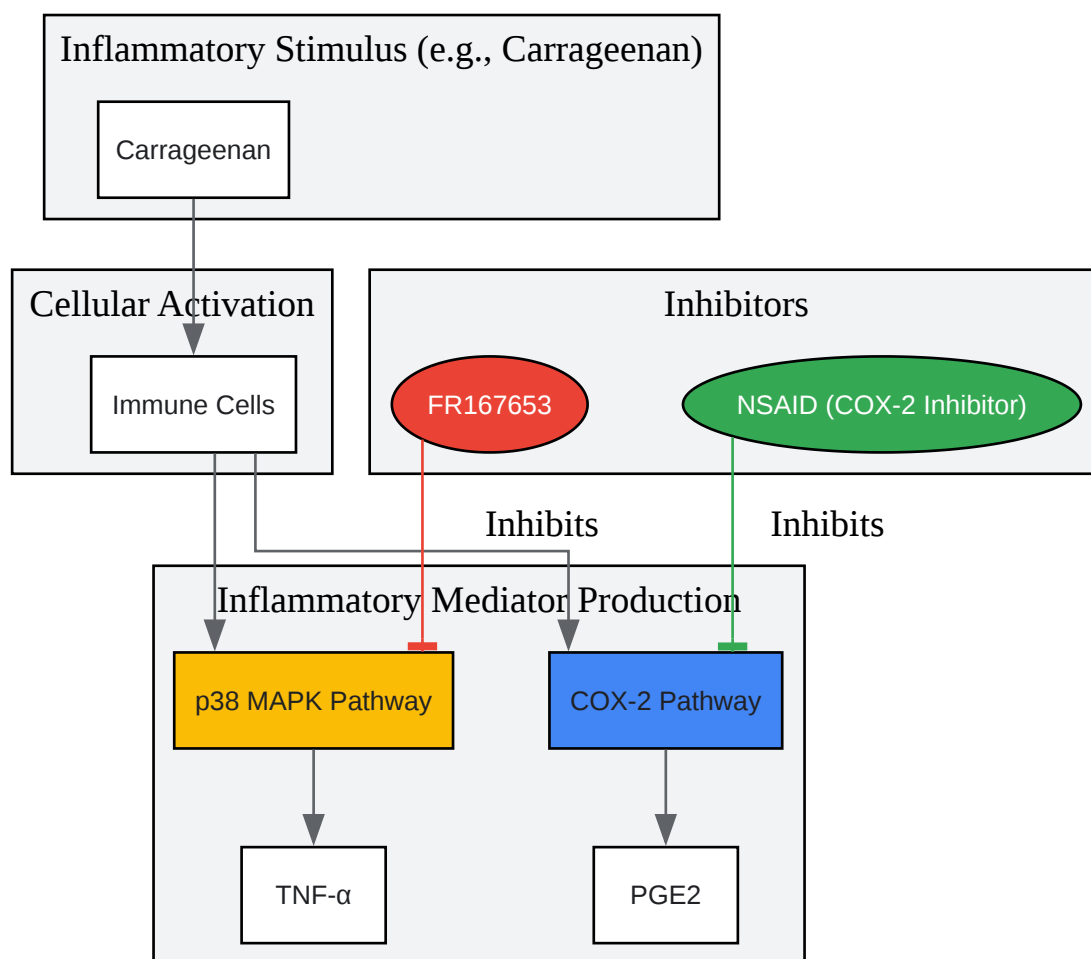 Inflammatory Stimulus (e.g., Carrageenan)
Carrageenan
Cellular Activation
Immune Cells
Inhibitors
FR167653
NSAID (COX-2 Inhibitor)
Inhibits
Inhibits
Inflammatory Mediator Production
p38 MAPK Pathway
COX-2 Pathway
TNF-α
PGE2